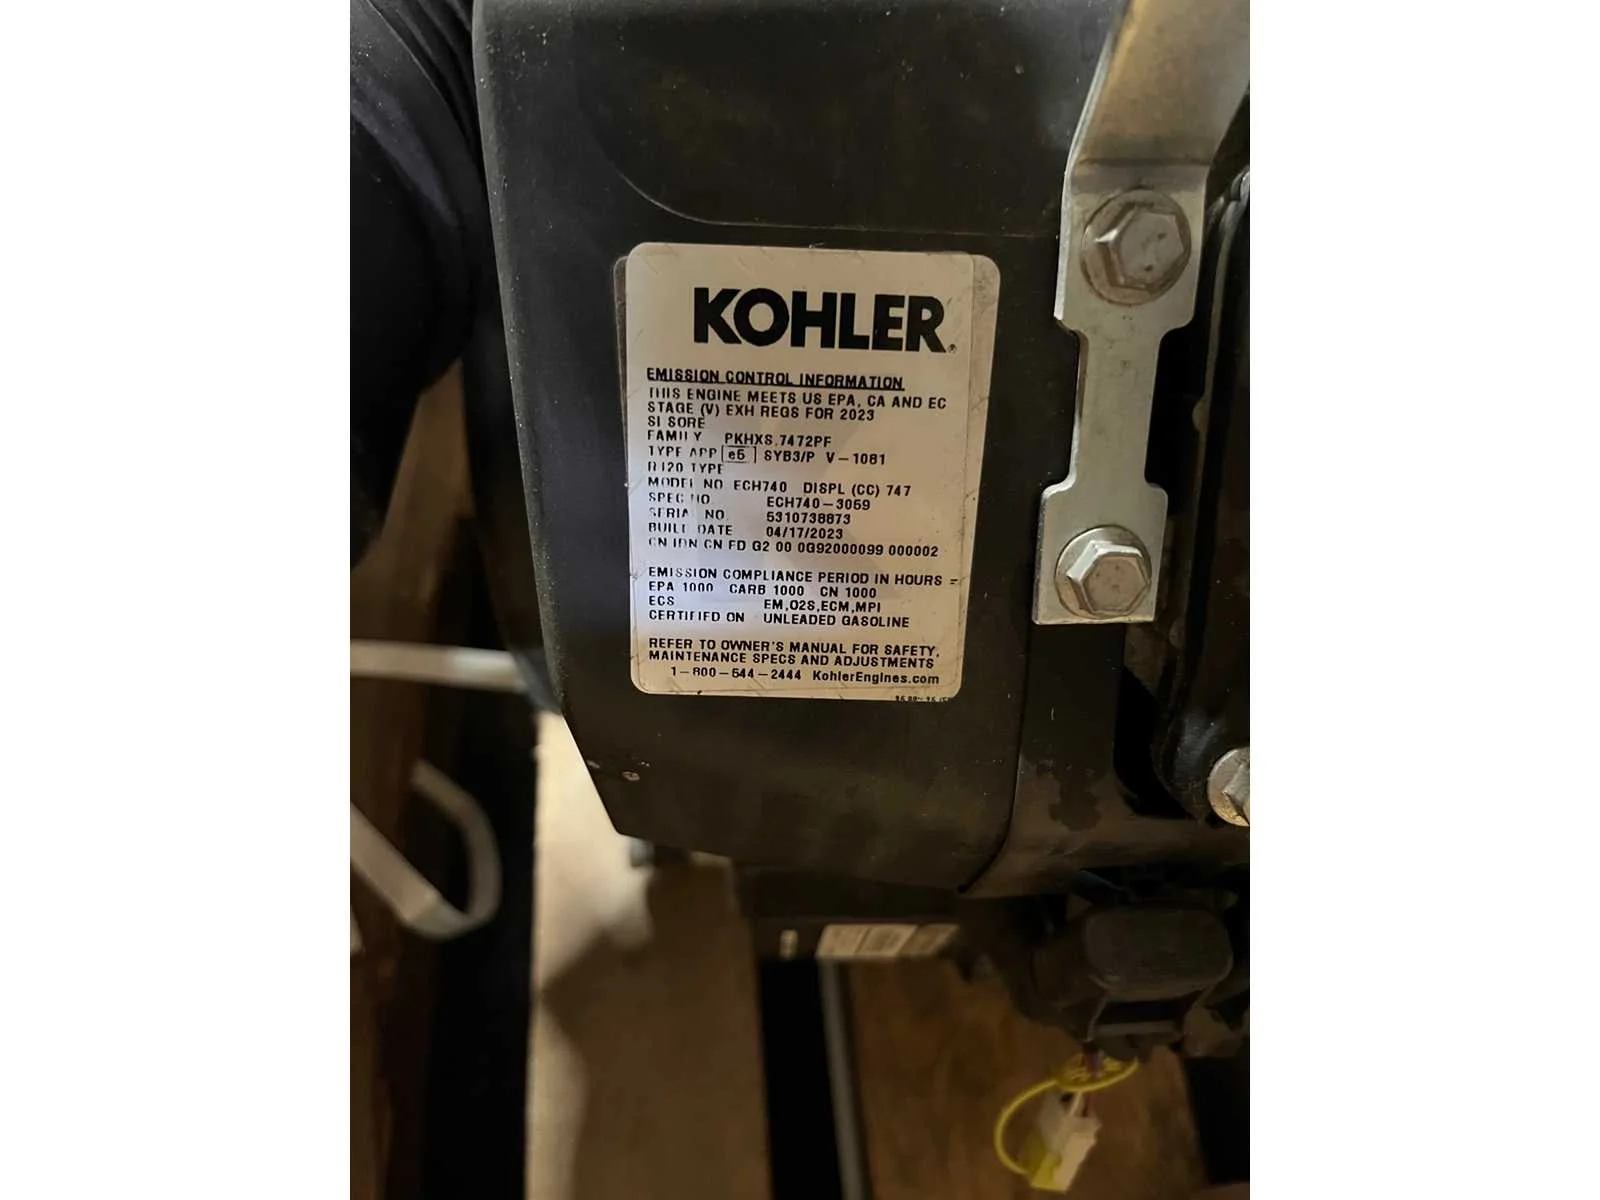 KOHLER.
EMISSION CONTROL INFORMATION
THIS ENGINE MEETS US EPA, CA AND EC
STAGE (V) EXH REGS FOR 2023
SI SORE
FAMILY PKHXS.7472PF
TYPE APP e5 SYB3/P V-1081
R120 TYPE
MODEL NO. ECH740 DISPL (CC) 747
SPEC NO. ECH740-3059
SERIAL NO. 5310738873
BUILD DATE 04/17/2023
CN FD G2 00 0G92000099 000002
EMISSION COMPLIANCE PERIOD IN HOURS =
EPA 1000 CARB 1000 CN 1000
ECS EM,O2S,ECM,MPI
CERTIFIED ON UNLEADED GASOLINE
REFER TO OWNER'S MANUAL FOR SAFETY,
MAINTENANCE SPECS AND ADJUSTMENTS
1-800-544-2444 KohlerEngines.com